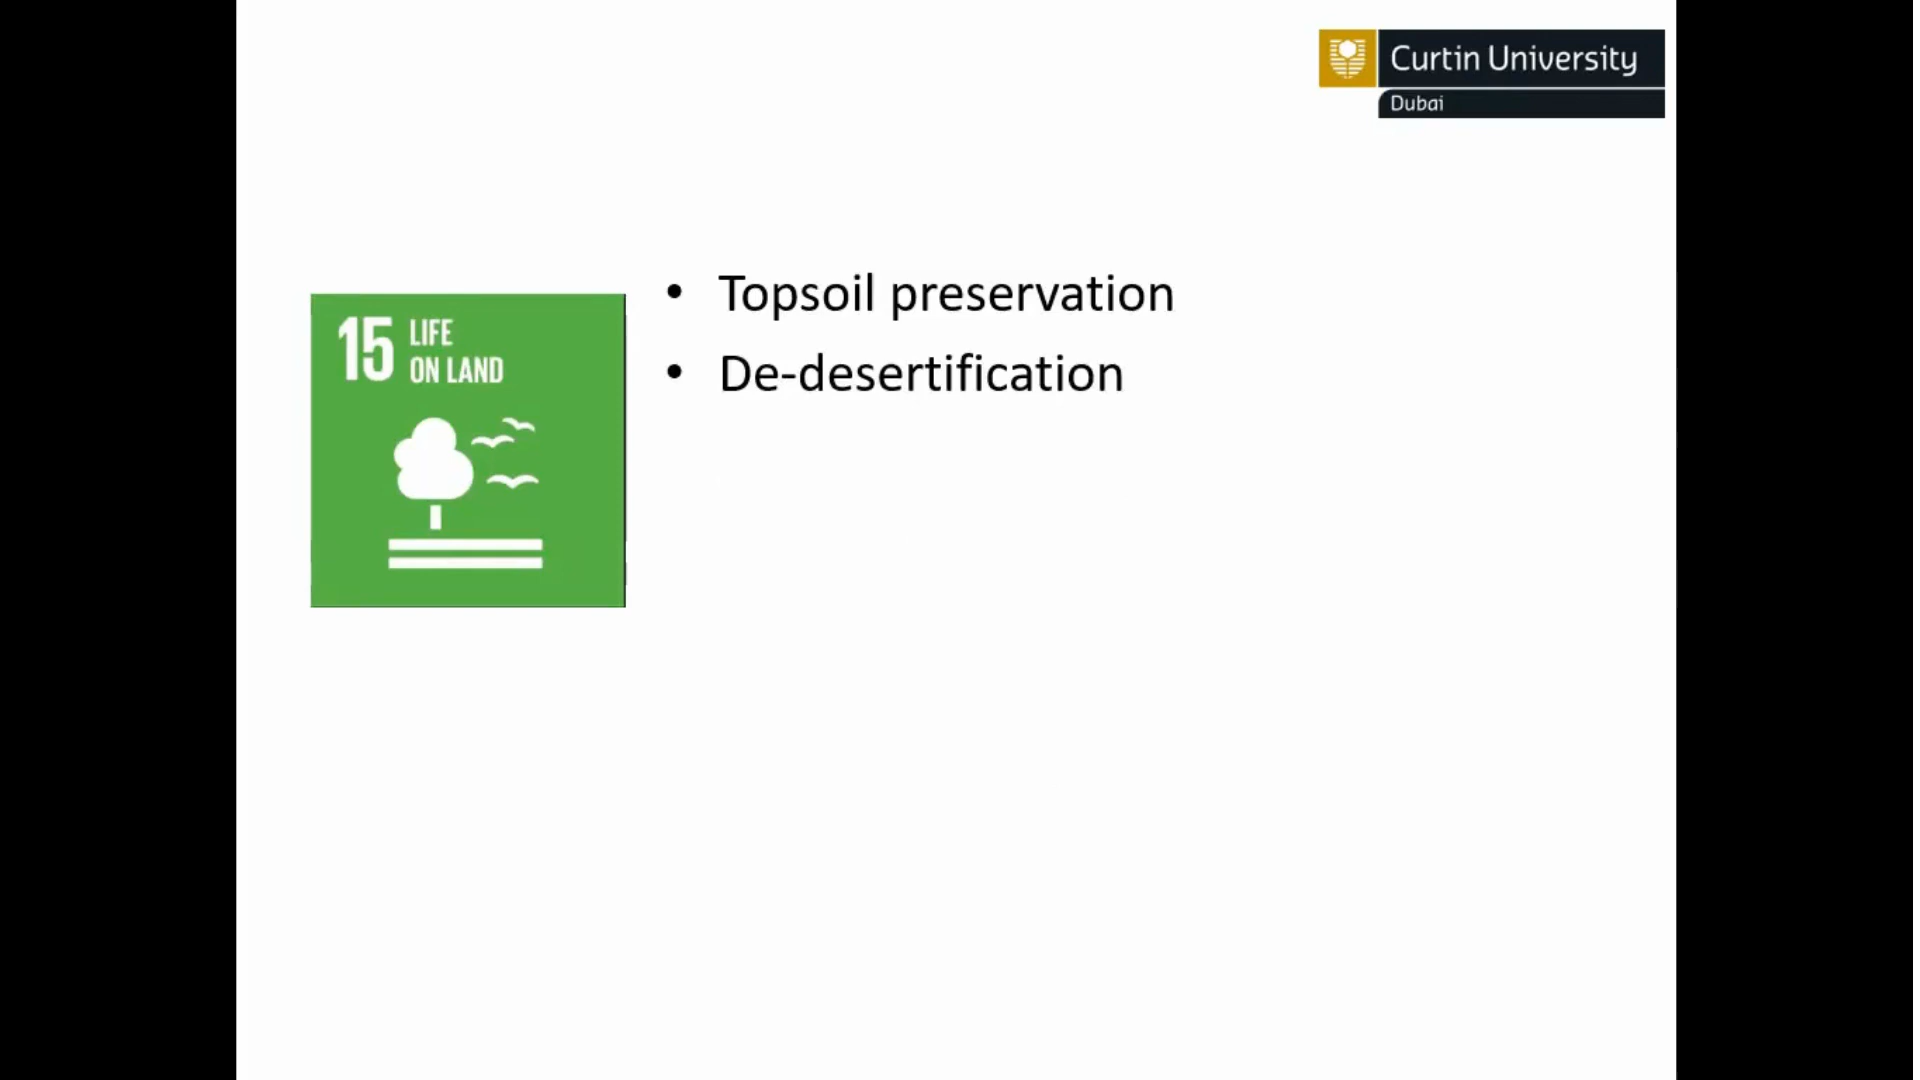 Curtin University
Dubai
• Topsoil preservation
• De-desertification
15 LIFE
ON LAND